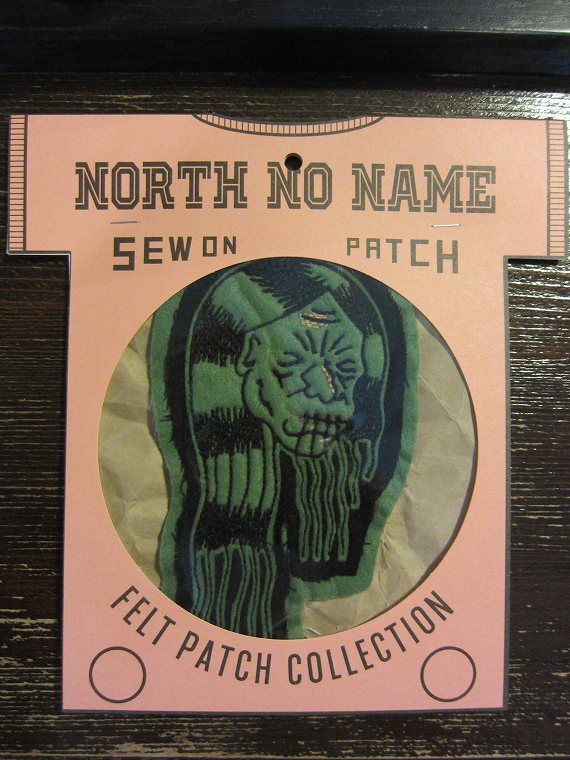 NORTH NO NAME
SEW ON PATCH
FELT PATCH COLLECTION